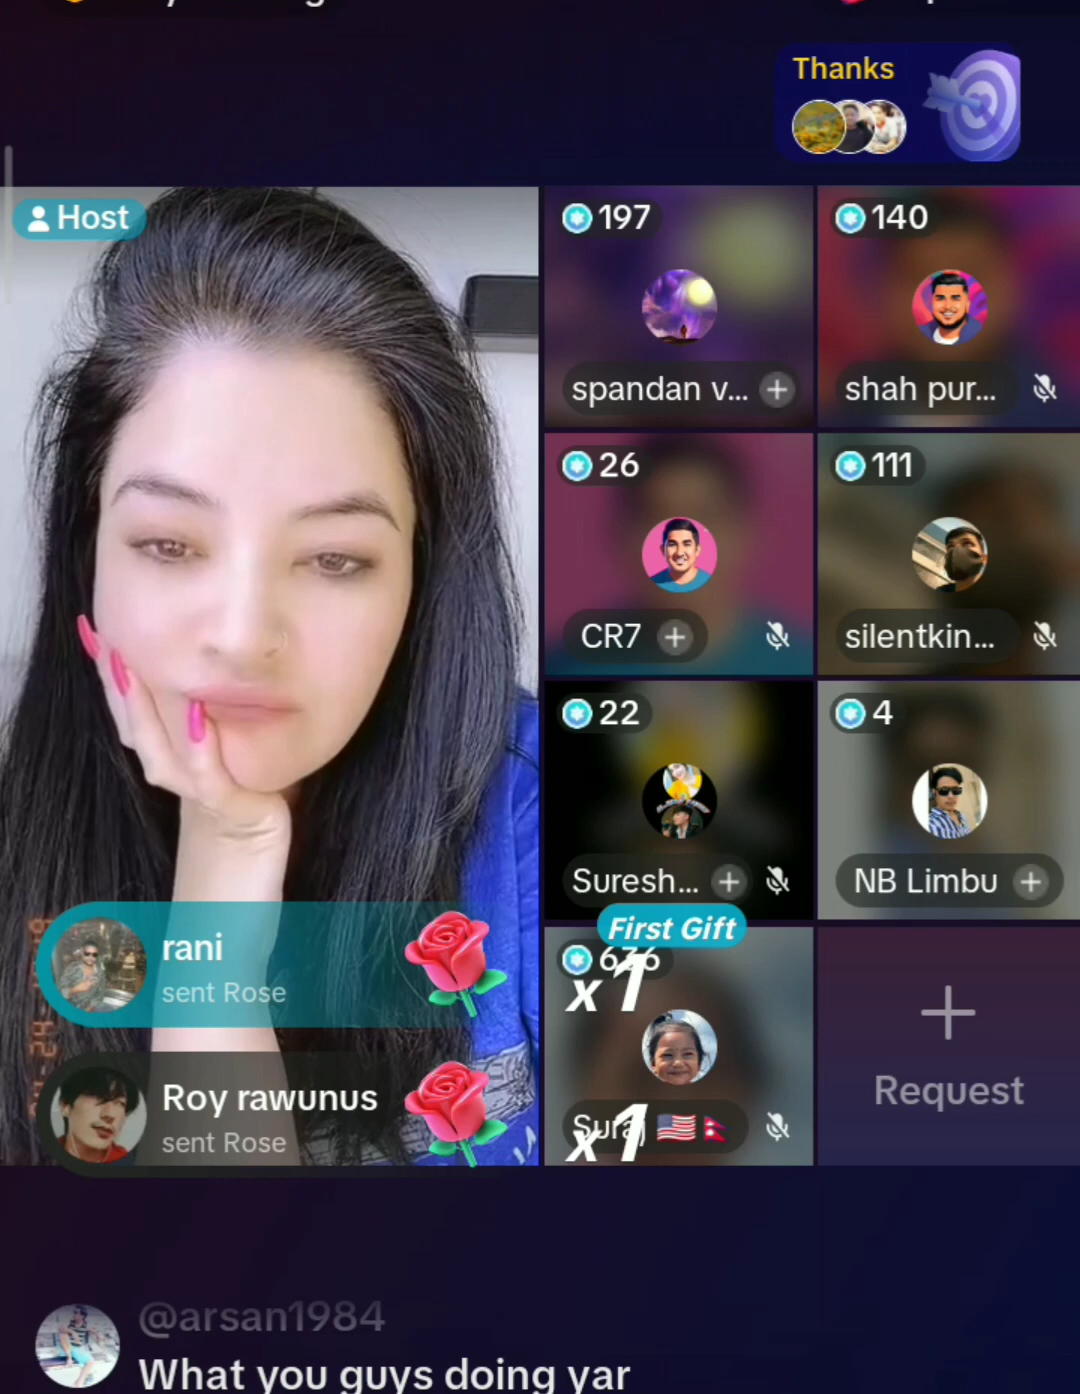 Thanks
Host
197
140
spandan v...
shah pur...
26
111
CR7
silentkin...
22
4
Suresh...
NB Limbu
First Gift
x1
rani
sent Rose
Request
Roy rawunus
sent Rose
Suraj
x1
@arsan1984
What you guys doing yar